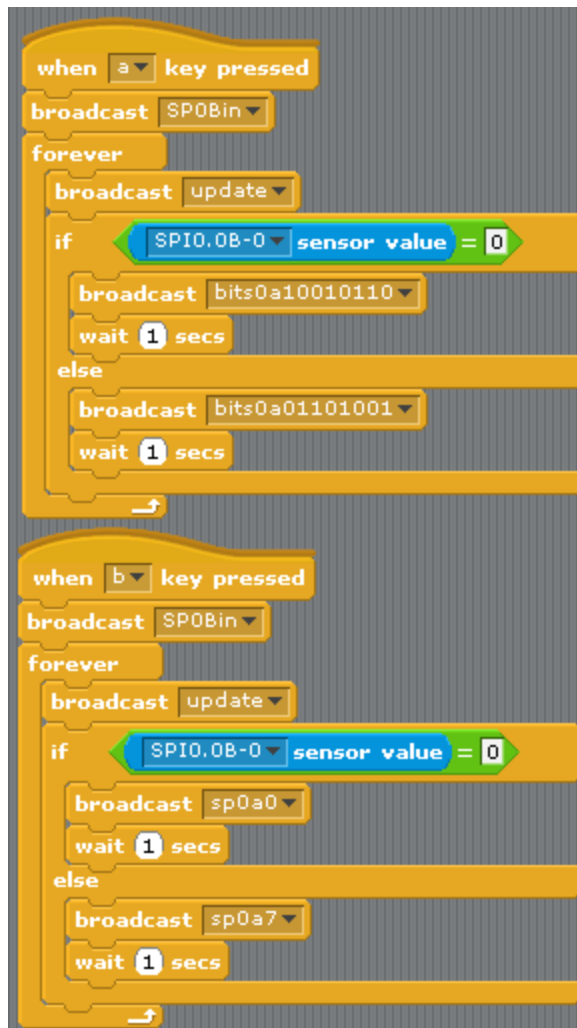 when a key pressed
broadcast SP0Bin
forever
broadcast update
if SPI0.0B-0 sensor value = 0
broadcast bits0a10010110
wait 1 secs
else
broadcast bits0a01101001
wait 1 secs
when b key pressed
broadcast SP0Bin
forever
broadcast update
if SPI0.0B-0 sensor value = 0
broadcast sp0a0
wait 1 secs
else
broadcast sp0a7
wait 1 secs